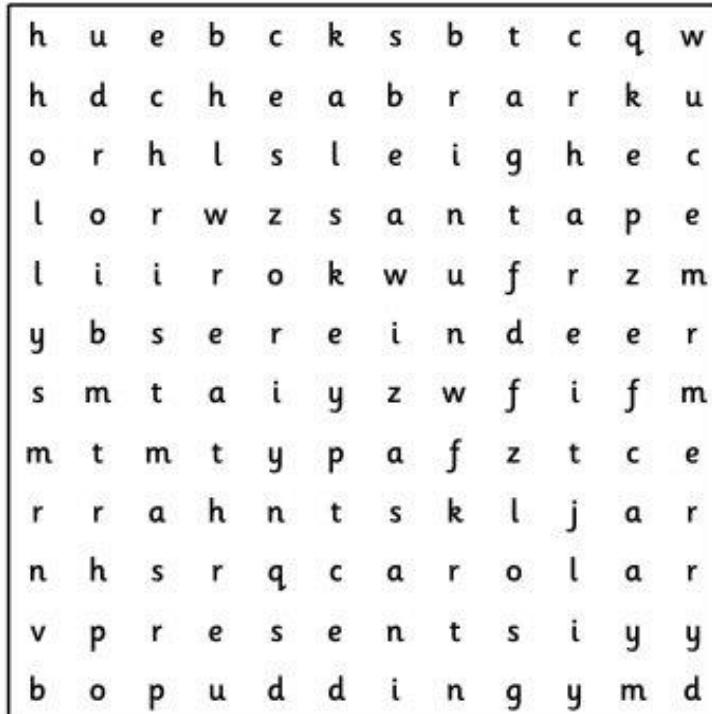 h u e b c k s b t c q w
h d c h e a b r a r k u
o r h l s l e i g h e c
l o r w z s a n t a p e
l i i r o k w u f r z m
y b s e r e i n d e e r
s m t a i y z w f i f m
m t m t y p a f z t c e
r r a h n t s k l j a r
n h s r q c a r o l a r
v p r e s e n t s i y y
b o p u d d i n g y m d